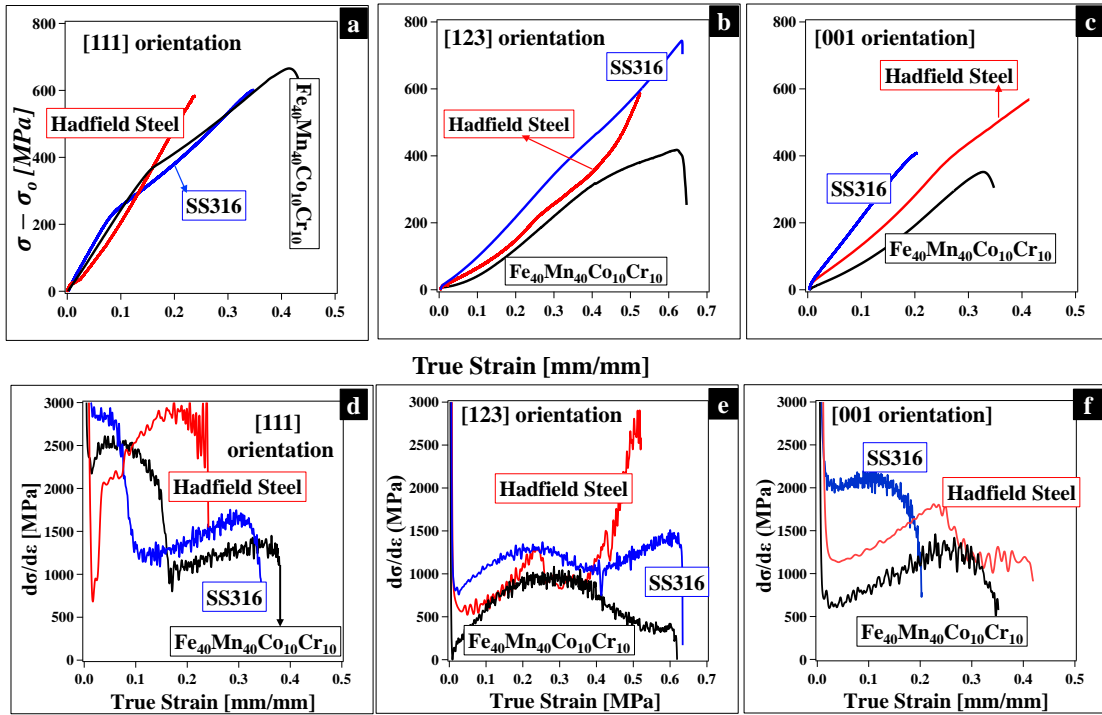 a
[111] orientation
800
600
400
200
0
σ − σₒ [MPa]
Hadfield Steel
SS316
Fe₄₀Mn₄₀Co₁₀Cr₁₀
0.0 0.1 0.2 0.3 0.4 0.5
b
[123] orientation
800
600
400
200
0
SS316
Hadfield Steel
Fe₄₀Mn₄₀Co₁₀Cr₁₀
0.0 0.1 0.2 0.3 0.4 0.5 0.6 0.7
c
[001 orientation]
800
600
400
200
0
Hadfield Steel
SS316
Fe₄₀Mn₄₀Co₁₀Cr₁₀
0.0 0.1 0.2 0.3 0.4 0.5
True Strain [mm/mm]
d
[111]
orientation
3000
2500
2000
1500
1000
500
0
dσ/dε [MPa]
Hadfield Steel
SS316
Fe₄₀Mn₄₀Co₁₀Cr₁₀
0.0 0.1 0.2 0.3 0.4 0.5
True Strain [mm/mm]
e
[123] orientation
3000
2500
2000
1500
1000
500
0
dσ/dε (MPa)
Hadfield Steel
SS316
Fe₄₀Mn₄₀Co₁₀Cr₁₀
0.0 0.1 0.2 0.3 0.4 0.5 0.6 0.7
True Strain [MPa]
f
[001 orientation]
3000
2500
2000
1500
1000
500
0
dσ/dε (MPa)
SS316
Hadfield Steel
Fe₄₀Mn₄₀Co₁₀Cr₁₀
0.0 0.1 0.2 0.3 0.4 0.5
True Strain [mm/mm]